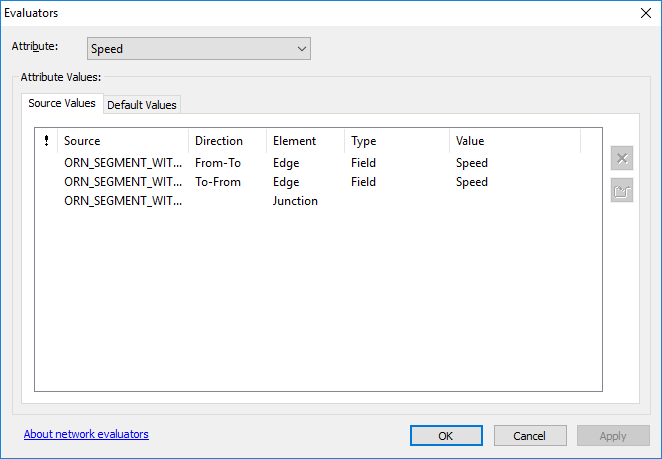 Evaluators
Attribute: Speed
Attribute Values:
Source Values Default Values
! Source Direction Element Type Value
ORN_SEGMENT_WIT... From-To Edge Field Speed
ORN_SEGMENT_WIT... To-From Edge Field Speed
ORN_SEGMENT_WIT... Junction
About network evaluators OK Cancel Apply